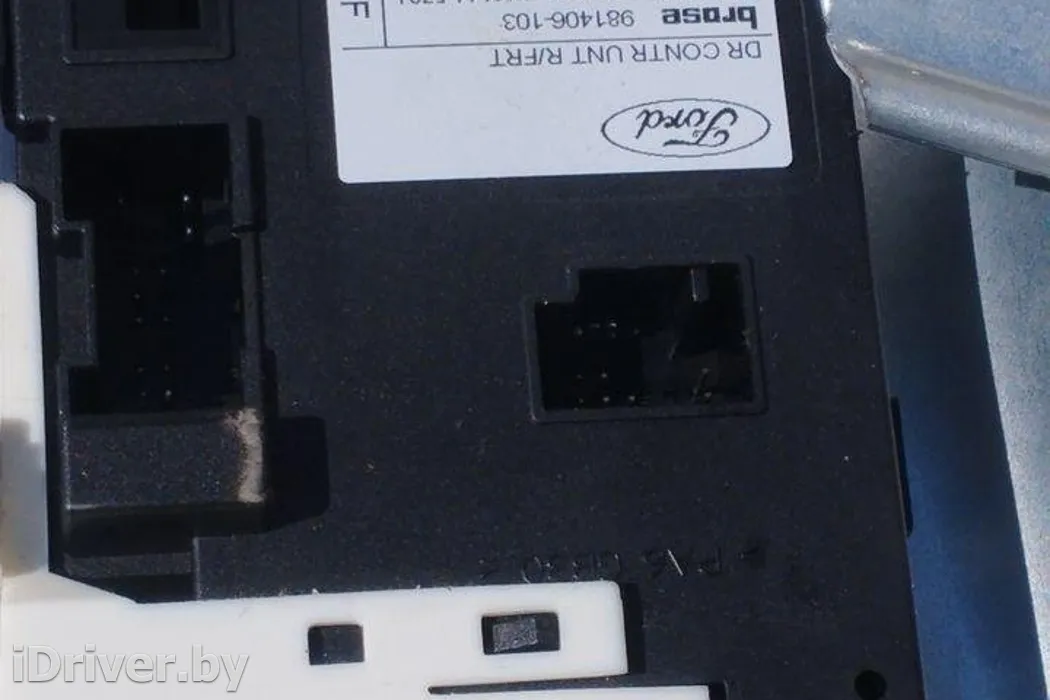 Ford
DR CONTR UNT R/FRT
brose 981406-103
F
iDriver.by